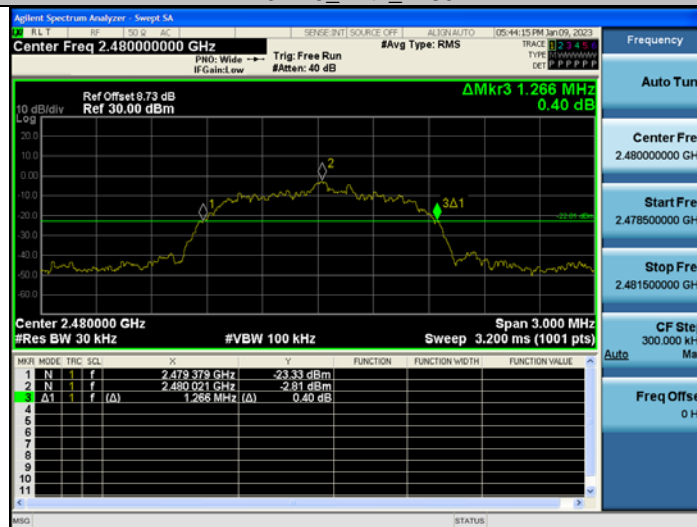 Agilent Spectrum Analyzer - Swept SA
RL T RF 50 Ω AC SENSE:INT SOURCE OFF ALIGN AUTO 05:44:15 PM Jan 09, 2023
Center Freq 2.480000000 GHz
PNO: Wide
IFGain:Low
Trig: Free Run
#Atten: 40 dB
#Avg Type: RMS
TRACE 1 2 3 4 5 6
TYPE M W W W W W
DET P P P P P P
ΔMkr3 1.266 MHz
0.40 dB
Ref Offset 8.73 dB
10 dB/div Ref 30.00 dBm
Log
20.0
10.0
0.00
-10.0
-20.0
-30.0
-40.0
-50.0
-60.0
1
2
3Δ1
Center 2.480000 GHz Span 3.000 MHz
#Res BW 30 kHz #VBW 100 kHz Sweep 3.200 ms (1001 pts)
MKR MODE TRC SCL X Y FUNCTION FUNCTION WIDTH FUNCTION VALUE
1 N 1 f 2.479 379 GHz -23.33 dBm
2 N 1 f 2.480 021 GHz -2.81 dBm
3 Δ1 1 f (Δ) 1.266 MHz (Δ) 0.40 dB
4
5
6
7
8
9
10
11
MSG STATUS
Frequency
Auto Tun
Center Fre
2.480000000 GH
Start Fre
2.478500000 GH
Stop Fre
2.481500000 GH
CF Ste
300.000 kH
Auto Ma
Freq Offse
0 H